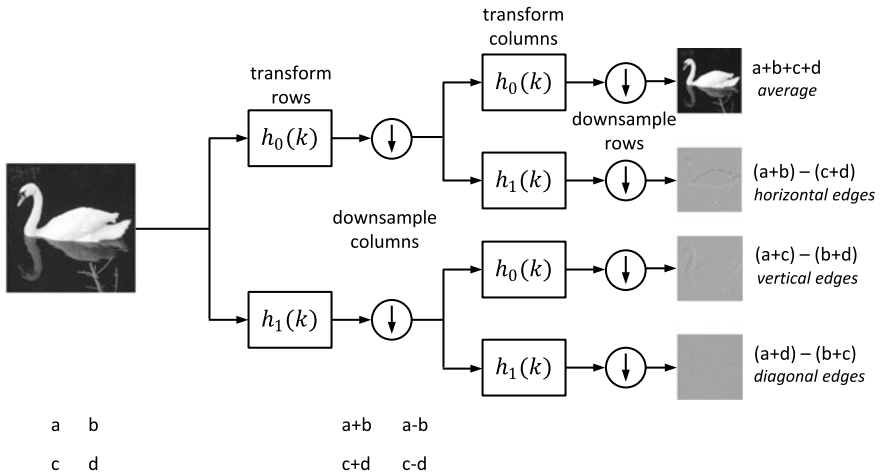 transform
columns
transform
rows
h₀(k)
a+b+c+d
average
h₀(k)
downsample
rows
h₁(k)
(a+b) – (c+d)
horizontal edges
downsample
columns
h₀(k)
(a+c) – (b+d)
vertical edges
h₁(k)
h₁(k)
(a+d) – (b+c)
diagonal edges
a b
a+b a-b
c d
c+d c-d